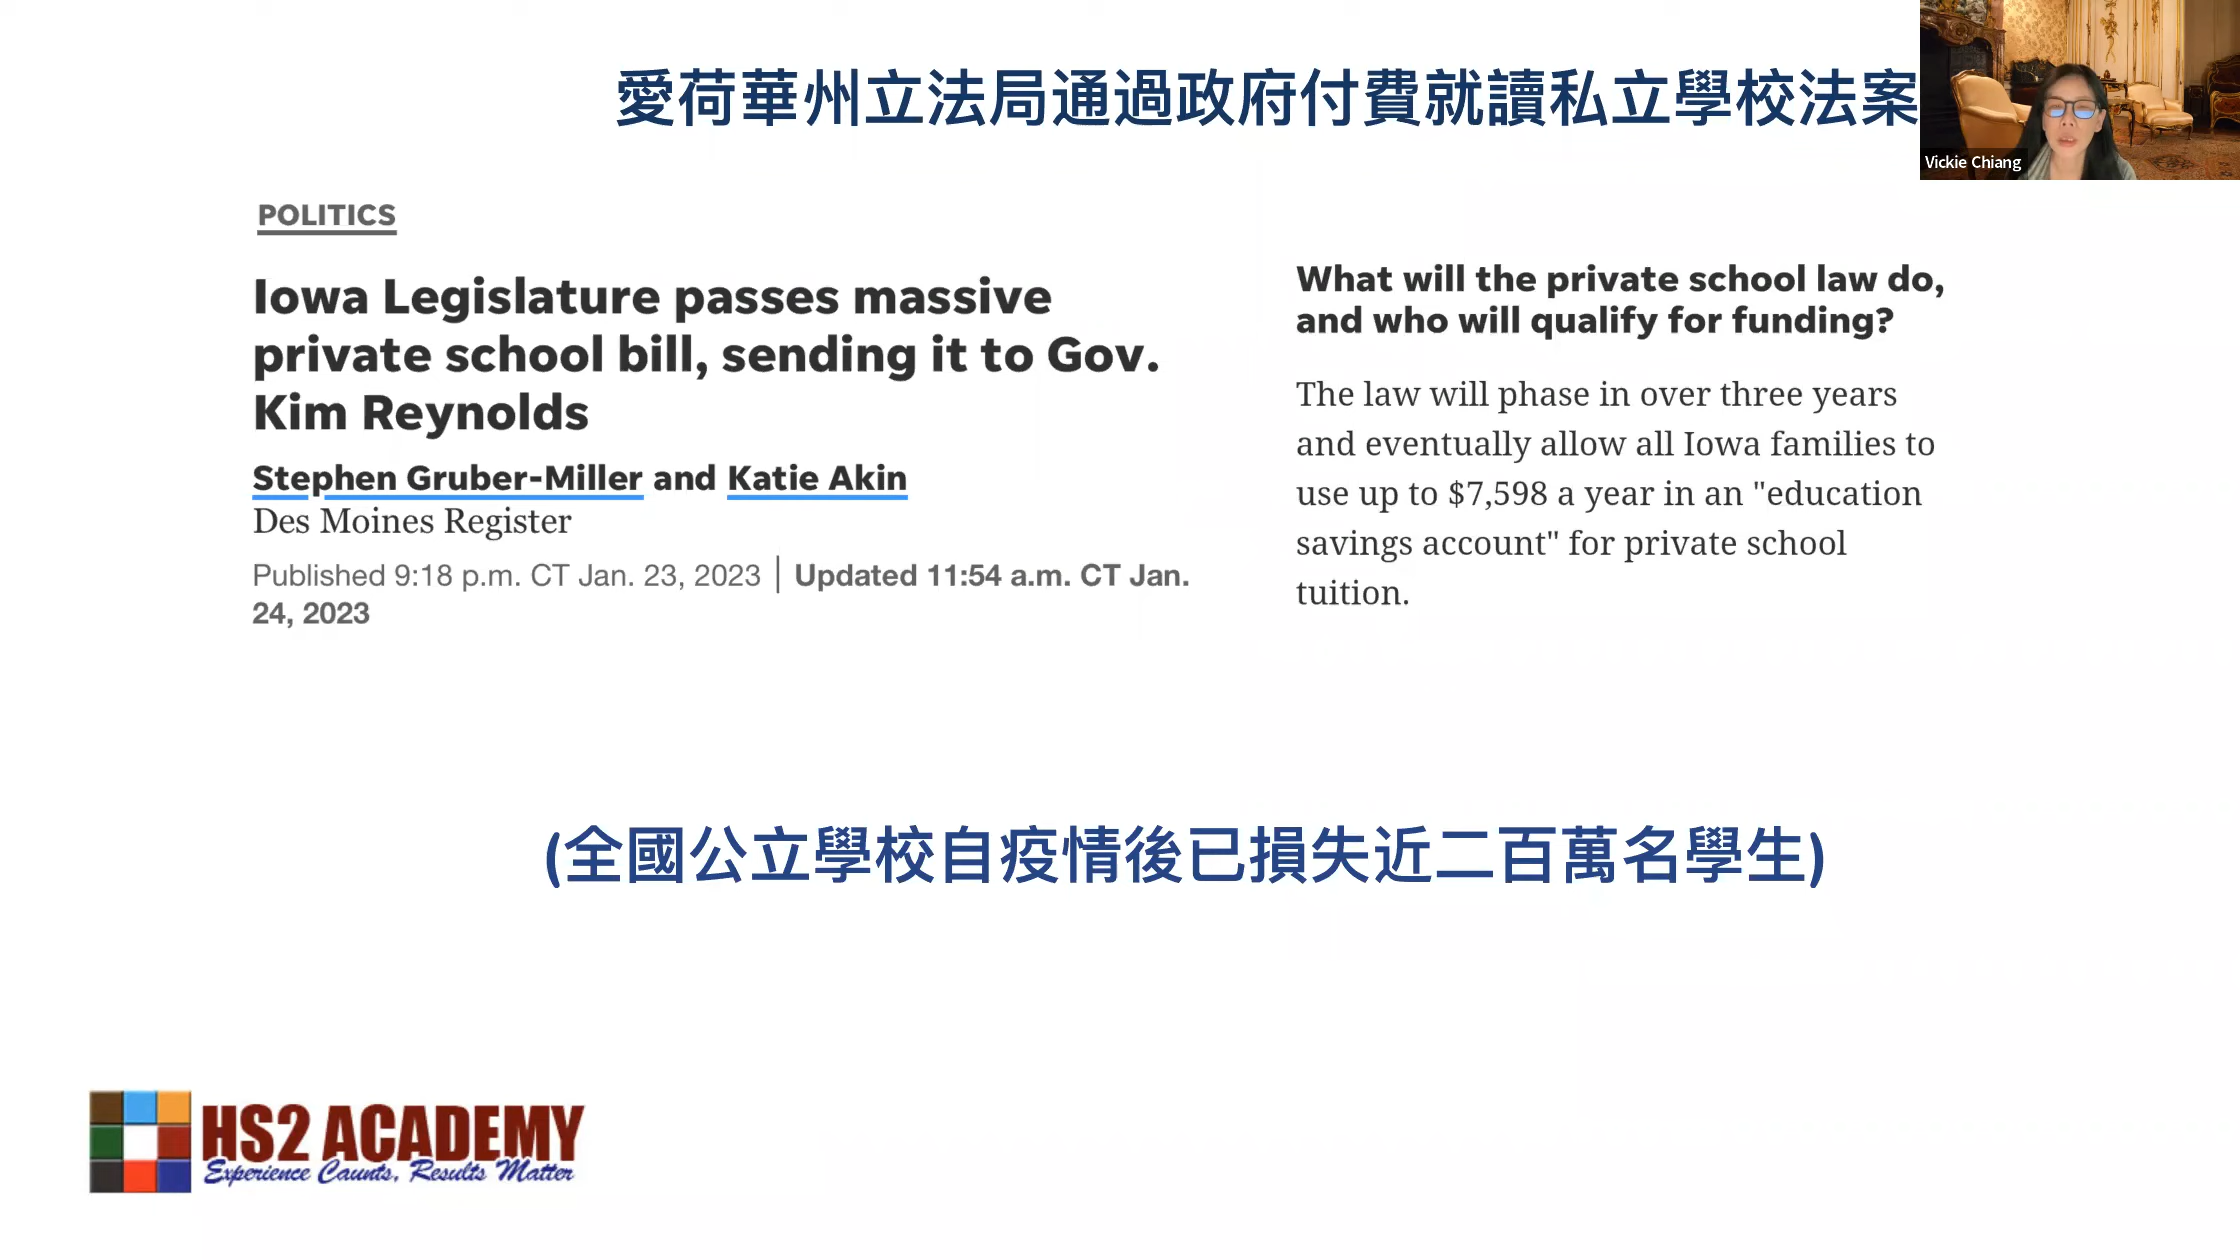 愛荷華州立法局通過政府付費就讀私立學校法案
Vickie Chiang
POLITICS
Iowa Legislature passes massive
private school bill, sending it to Gov.
Kim Reynolds
Stephen Gruber-Miller and Katie Akin
Des Moines Register
Published 9:18 p.m. CT Jan. 23, 2023 | Updated 11:54 a.m. CT Jan.
24, 2023
What will the private school law do,
and who will qualify for funding?
The law will phase in over three years
and eventually allow all Iowa families to
use up to $7,598 a year in an "education
savings account" for private school
tuition.
(全國公立學校自疫情後已損失近二百萬名學生)
HS2 ACADEMY
Experience Counts, Results Matter